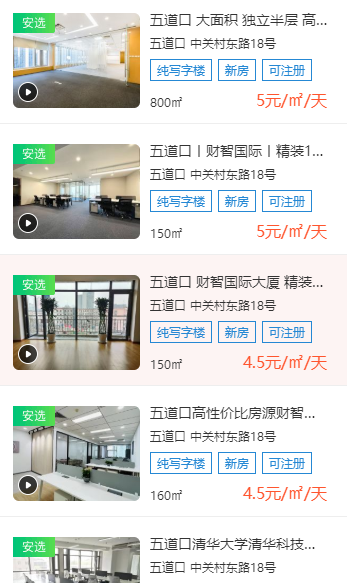 安选
五道口 大面积 独立半层 高...
五道口 中关村东路18号
纯写字楼 新房 可注册
800㎡ 5元/㎡/天
安选
五道口丨财智国际丨精装1...
五道口 中关村东路18号
纯写字楼 新房 可注册
150㎡ 5元/㎡/天
安选
五道口 财智国际大厦 精装...
五道口 中关村东路18号
纯写字楼 新房 可注册
150㎡ 4.5元/㎡/天
安选
五道口高性价比房源财智...
五道口 中关村东路18号
纯写字楼 新房 可注册
160㎡ 4.5元/㎡/天
安选
五道口清华大学清华科技...
五道口 中关村东路18号